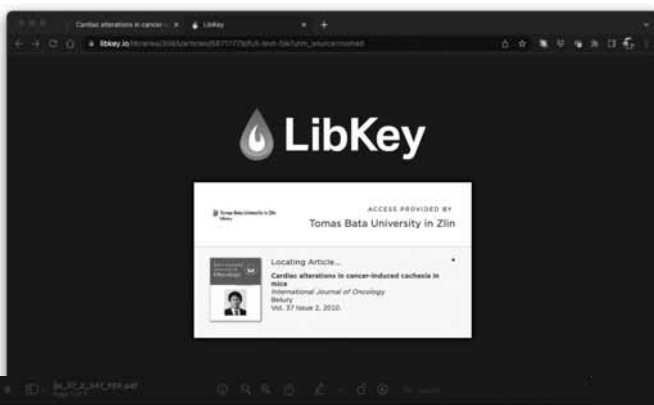 Cardiac alterations in cancer-
LibKey
libkey.io
LibKey
Tomas Bata University in Zlín
Library
ACCESS PROVIDED BY
Tomas Bata University in Zlín
Locating Article...
Cardiac alterations in cancer-induced cachexia in
mice
International Journal of Oncology
Belury
Vol. 37 Issue 2, 2010.